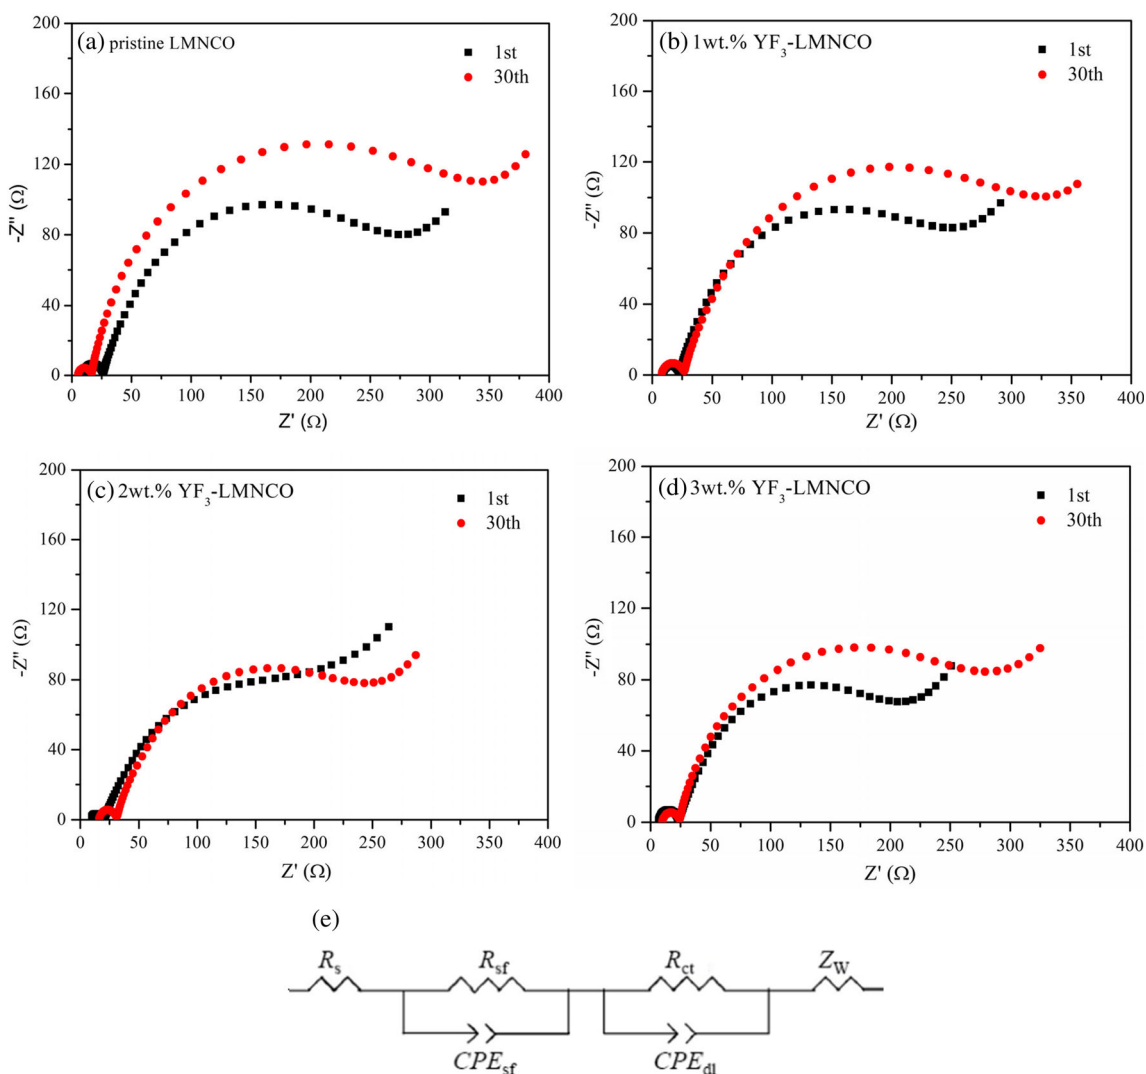 (a) pristine LMNCO
1st
30th
200
160
120
80
40
0
-Z" (Ω)
0 50 100 150 200 250 300 350 400
Z' (Ω)
(b) 1wt.% YF3-LMNCO
1st
30th
200
160
120
80
40
0
-Z" (Ω)
0 50 100 150 200 250 300 350 400
Z' (Ω)
(c) 2wt.% YF3-LMNCO
1st
30th
200
160
120
80
40
0
-Z" (Ω)
0 50 100 150 200 250 300 350 400
Z' (Ω)
(d) 3wt.% YF3-LMNCO
1st
30th
200
160
120
80
40
0
-Z" (Ω)
0 50 100 150 200 250 300 350 400
Z' (Ω)
(e)
Rs Rsf Rct ZW
CPEsf CPEdl